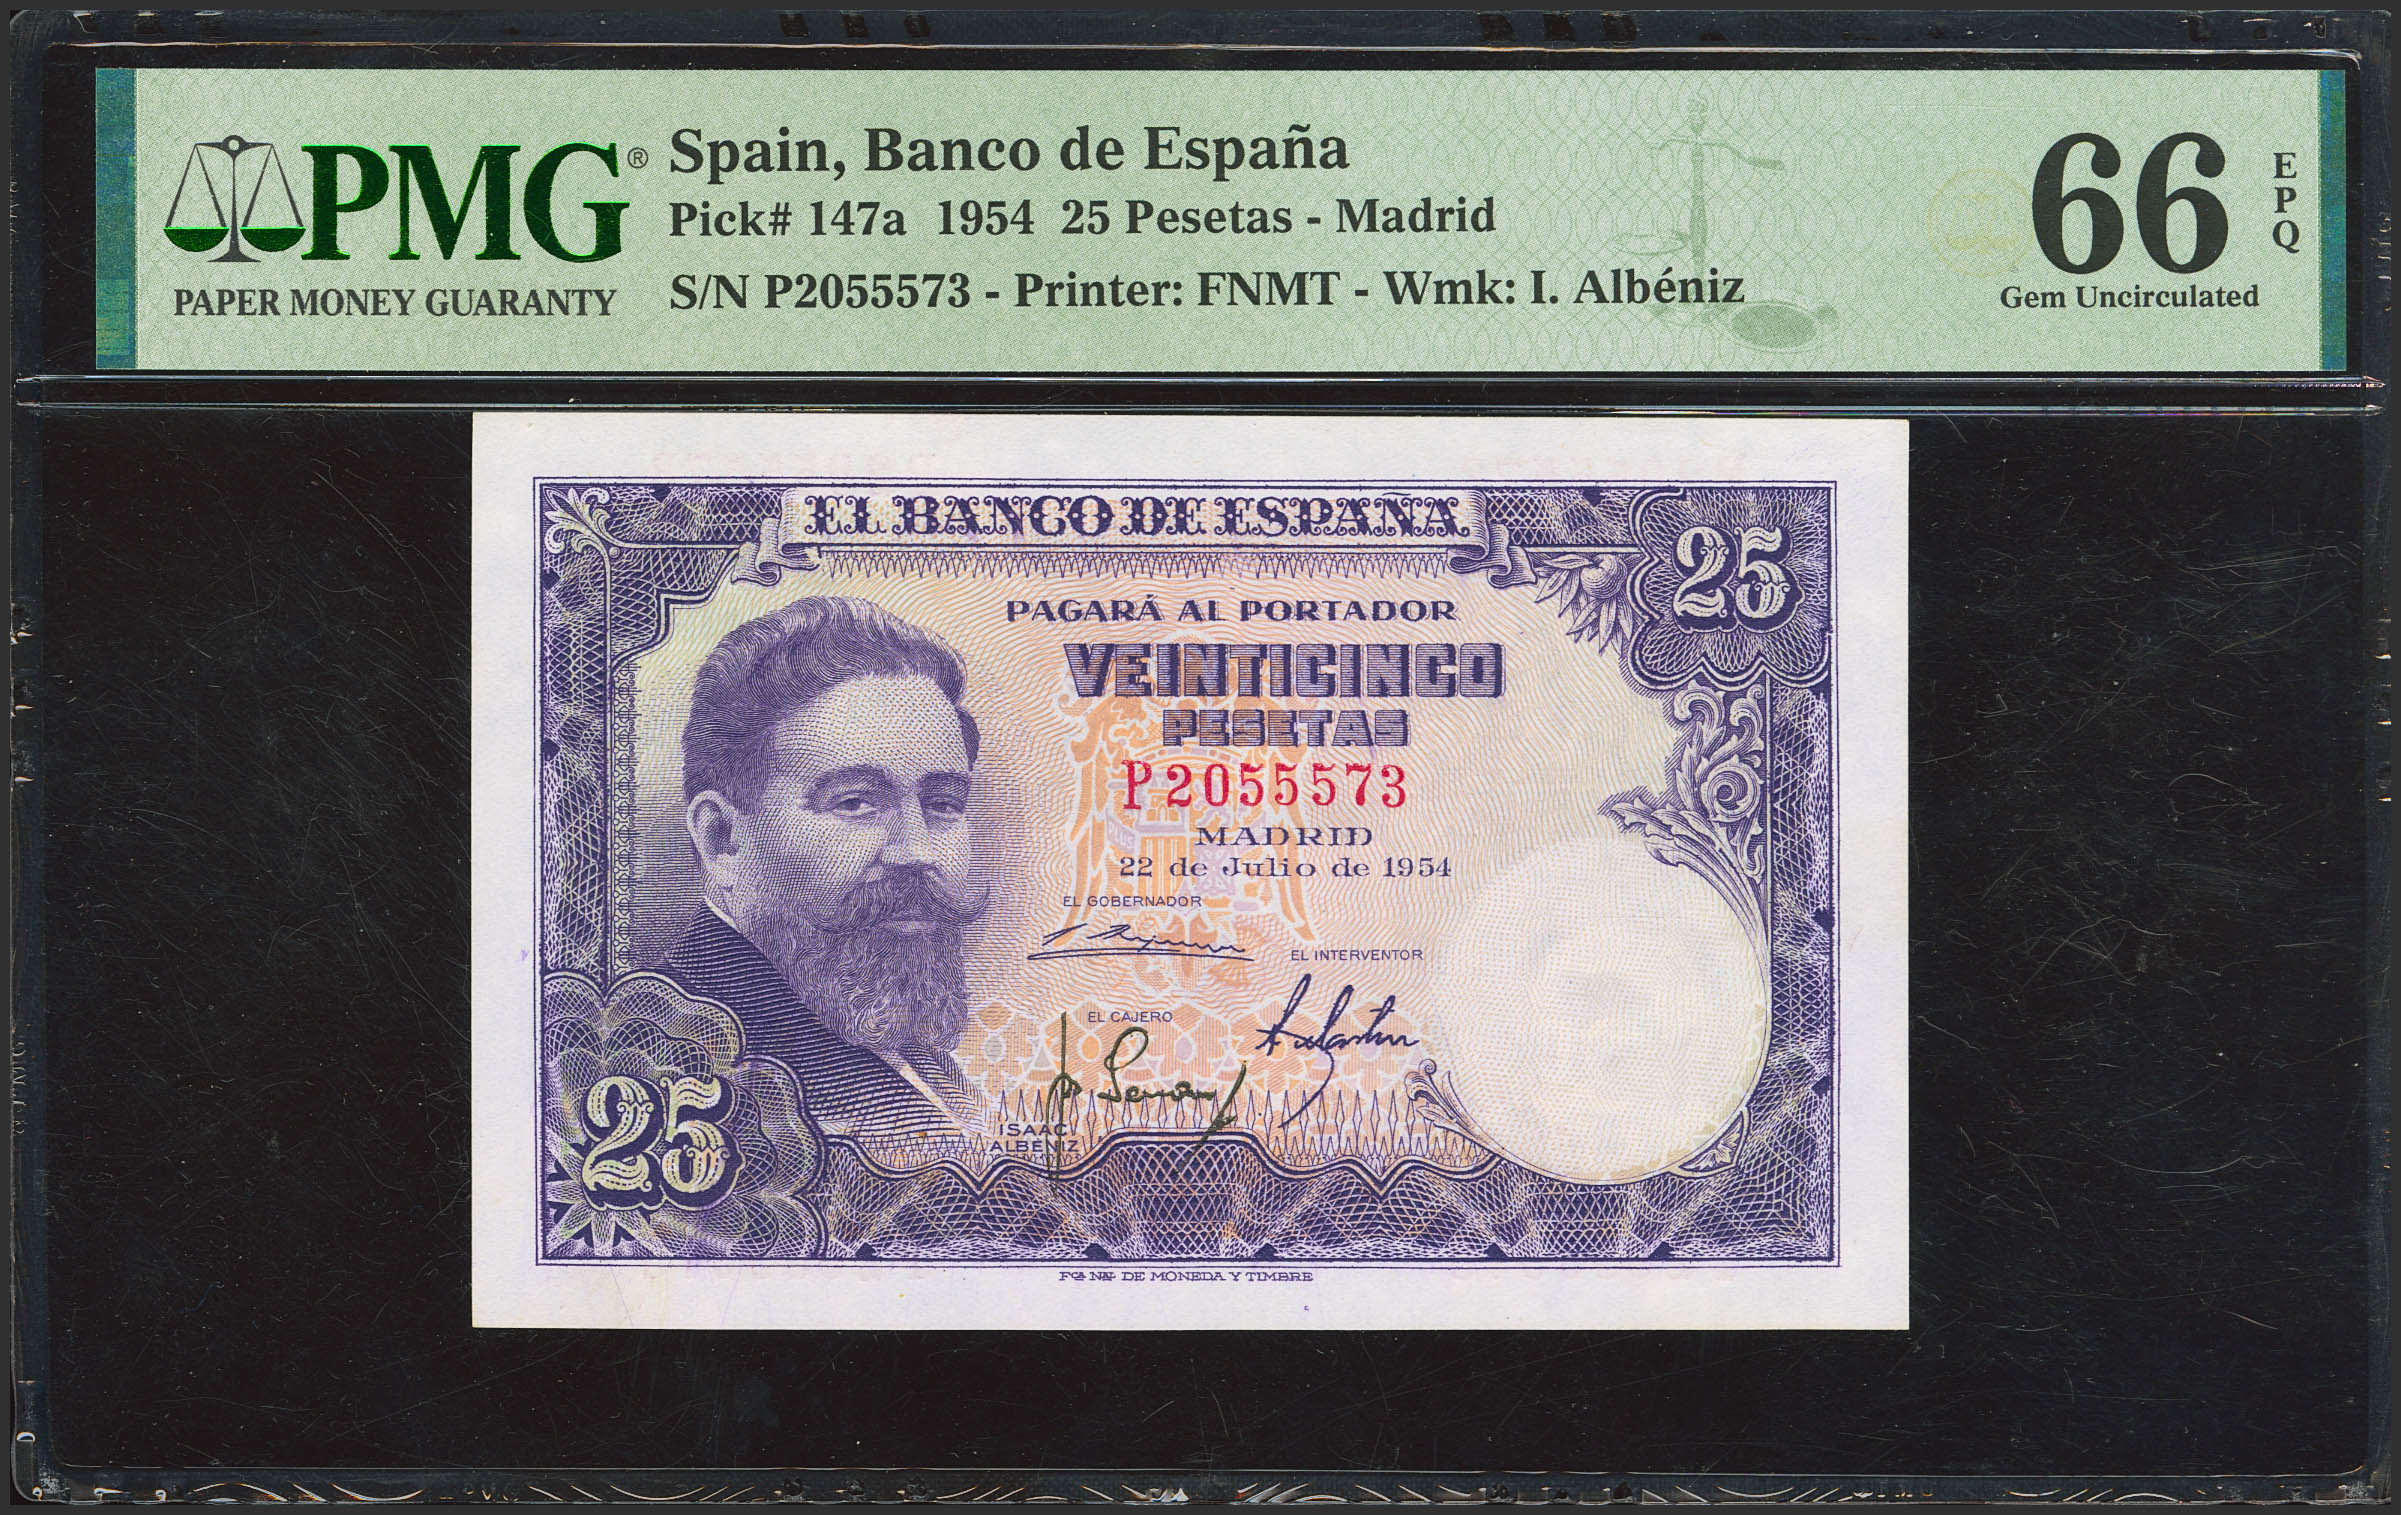 PMG®
PAPER MONEY GUARANTY
Spain, Banco de España
Pick# 147a 1954 25 Pesetas - Madrid
S/N P2055573 - Printer: FNMT - Wmk: I. Albéniz
66
EPQ
Gem Uncirculated
EL BANCO DE ESPAÑA
25
PAGARÁ AL PORTADOR
VEINTICINCO
PESETAS
P2055573
MADRID
22 de Julio de 1954
EL GOBERNADOR
EL INTERVENTOR
EL CAJERO
ISAAC
ALBÉNIZ
25
FCA NAL DE MONEDA Y TIMBRE